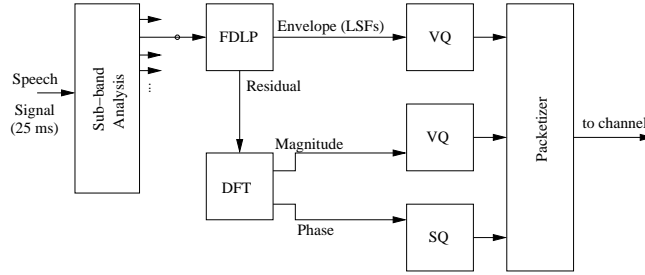 Speech
Signal
(25 ms)
Sub-band
Analysis
...
FDLP
Envelope (LSFs)
VQ
Residual
DFT
Magnitude
VQ
Phase
SQ
Packetizer
to channel